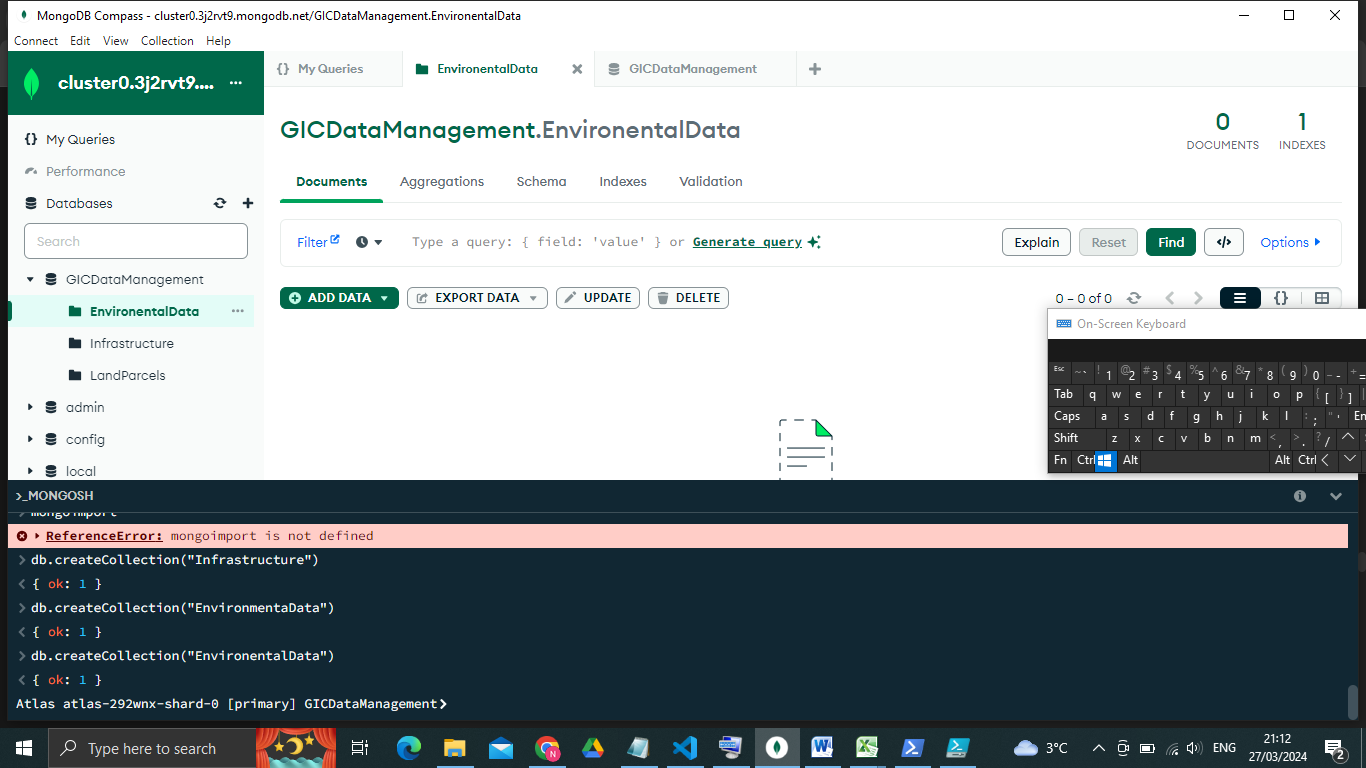 MongoDB Compass - cluster0.3j2rvt9.mongodb.net/GICDataManagement.EnvironentalData
Connect Edit View Collection Help
cluster0.3j2rvt9.... ...
{} My Queries
EnvironentalData
GICDataManagement
GICDataManagement.EnvironentalData
0
DOCUMENTS
1
INDEXES
{} My Queries
Performance
Databases
Search
GICDataManagement
EnvironentalData ...
Infrastructure
LandParcels
admin
config
local
Documents Aggregations Schema Indexes Validation
Filter Type a query: { field: 'value' } or Generate query
Explain Reset Find </> Options
ADD DATA EXPORT DATA UPDATE DELETE
0 – 0 of 0
{}
On-Screen Keyboard
Esc ~ ` ! 1 @ 2 # 3 $ 4 % 5 ^ 6 & 7 * 8 ( 9 ) 0 _ - + =
Tab q w e r t y u i o p { [ } ] |
Caps a s d f g h j k l : ; " ' En
Shift z x c v b n m < , > . ? /
Fn Ctrl Alt Alt Ctrl
>_MONGOSH
> mongoimport
ReferenceError: mongoimport is not defined
> db.createCollection("Infrastructure")
< { ok: 1 }
> db.createCollection("EnvironmentaData")
< { ok: 1 }
> db.createCollection("EnvironentalData")
< { ok: 1 }
Atlas atlas-292wnx-shard-0 [primary] GICDataManagement>
Type here to search
N
3°C
ENG
21:12
27/03/2024
2